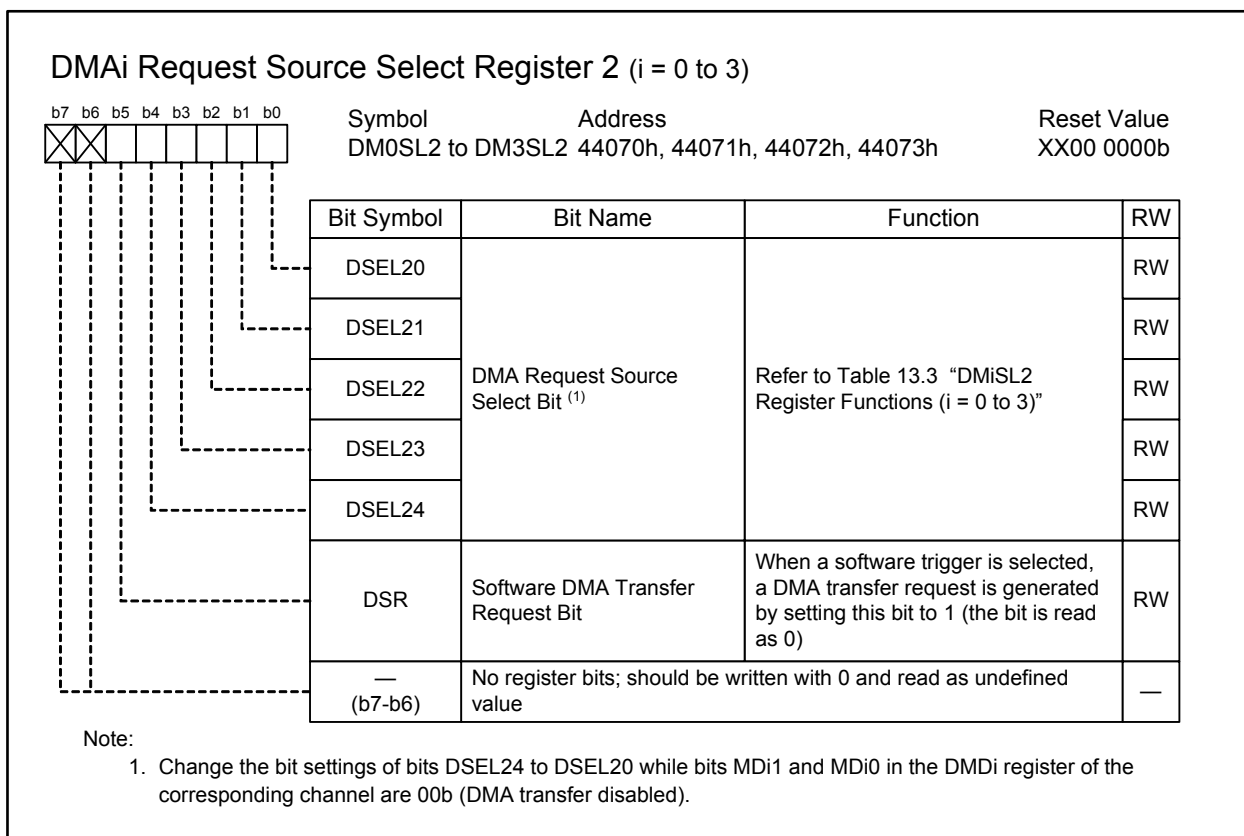 DMAi Request Source Select Register 2 (i = 0 to 3)
b7 b6 b5 b4 b3 b2 b1 b0
Symbol Address Reset Value
DM0SL2 to DM3SL2 44070h, 44071h, 44072h, 44073h XX00 0000b
Bit Symbol Bit Name Function RW
DSEL20 RW
DSEL21 RW
DSEL22 RW
DSEL23 RW
DSEL24 RW
DMA Request Source
Select Bit (1)
Refer to Table 13.3 “DMiSL2
Register Functions (i = 0 to 3)”
DSR
Software DMA Transfer
Request Bit
When a software trigger is selected,
a DMA transfer request is generated
by setting this bit to 1 (the bit is read
as 0)
RW
—
(b7-b6)
No register bits; should be written with 0 and read as undefined
value
—
Note:
1. Change the bit settings of bits DSEL24 to DSEL20 while bits MDi1 and MDi0 in the DMDi register of the
corresponding channel are 00b (DMA transfer disabled).